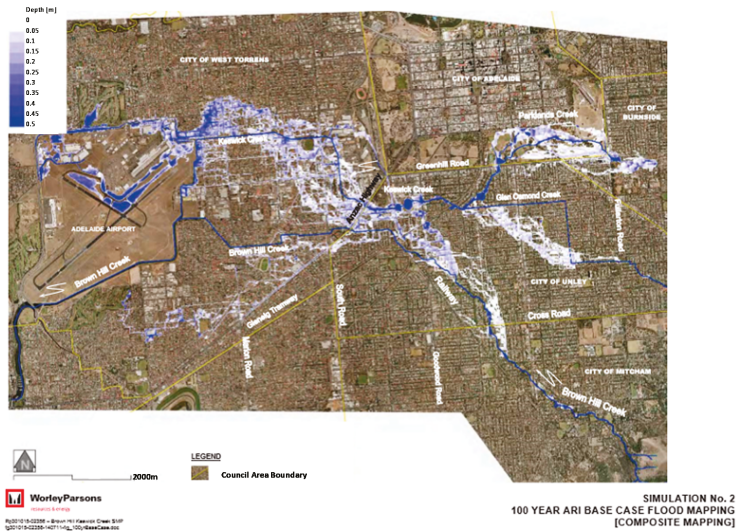 Depth [m]
0
0.05
0.1
0.15
0.2
0.25
0.3
0.35
0.4
0.45
0.5
CITY OF WEST TORRENS
CITY OF ADELAIDE
CITY OF
BURNSIDE
Parklands Creek
Keswick Creek
Greenhill Road
Keswick Creek
Glen Osmond Creek
Anzac Highway
ADELAIDE AIRPORT
Brown Hill Creek
Brown Hill Creek
CITY OF UNLEY
Railway
Glenelg Tramway
South Road
Cross Road
Marion Road
Goodwood Road
CITY OF MITCHAM
Brown Hill Creek
N
2000m
LEGEND
Council Area Boundary
WorleyParsons
resources & energy
SIMULATION No. 2
100 YEAR ARI BASE CASE FLOOD MAPPING
[COMPOSITE MAPPING]